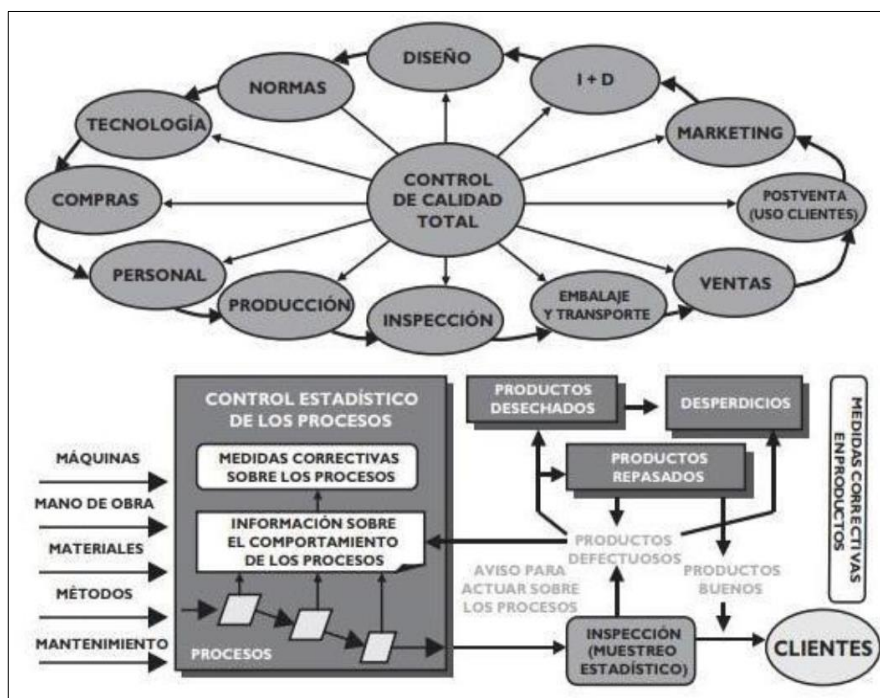 DISEÑO
I + D
NORMAS
MARKETING
TECNOLOGÍA
CONTROL
DE CALIDAD
TOTAL
COMPRAS
POSTVENTA
(USO CLIENTES)
PERSONAL
VENTAS
PRODUCCIÓN
EMBALAJE
Y TRANSPORTE
INSPECCIÓN
CONTROL ESTADÍSTICO
DE LOS PROCESOS
PRODUCTOS
DESECHADOS
DESPERDICIOS
MEDIDAS CORRECTIVAS
ENPRODUCTOS
MÁQUINAS
MEDIDAS CORRECTIVAS
SOBRE LOS PROCESOS
PRODUCTOS
REPASADOS
MANO DE OBRA
INFORMACIÓN SOBRE
EL COMPORTAMIENTO
DE LOS PROCESOS
MATERIALES
PRODUCTOS
DEFECTUOSOS
AVISO PARA
ACTUAR SOBRE
LOS PROCESOS
PRODUCTOS
BUENOS
MÉTODOS
MANTENIMIENTO
PROCESOS
INSPECCIÓN
(MUESTREO
ESTADÍSTICO)
CLIENTES